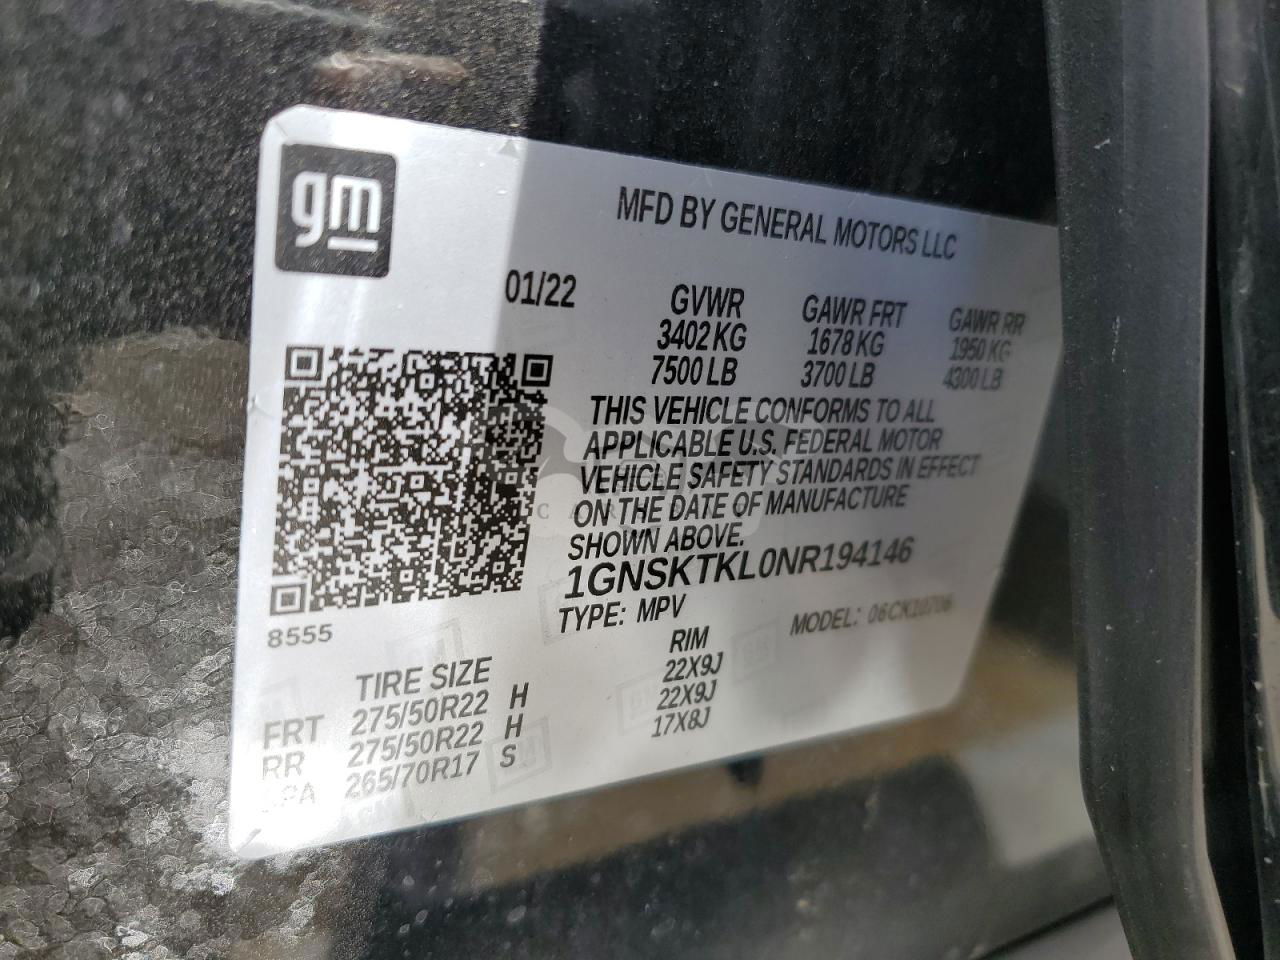 gm
MFD BY GENERAL MOTORS LLC
01/22
GVWR GAWR FRT GAWR RR
3402 KG 1678 KG 1950 KG
7500 LB 3700 LB 4300 LB
THIS VEHICLE CONFORMS TO ALL
APPLICABLE U.S. FEDERAL MOTOR
VEHICLE SAFETY STANDARDS IN EFFECT
ON THE DATE OF MANUFACTURE
SHOWN ABOVE.
1GNSKTKL0NR194146
TYPE: MPV MODEL: 06CK10706
8555
TIRE SIZE RIM
FRT 275/50R22 H 22X9J
RR 275/50R22 H 22X9J
SPA 265/70R17 S 17X8J